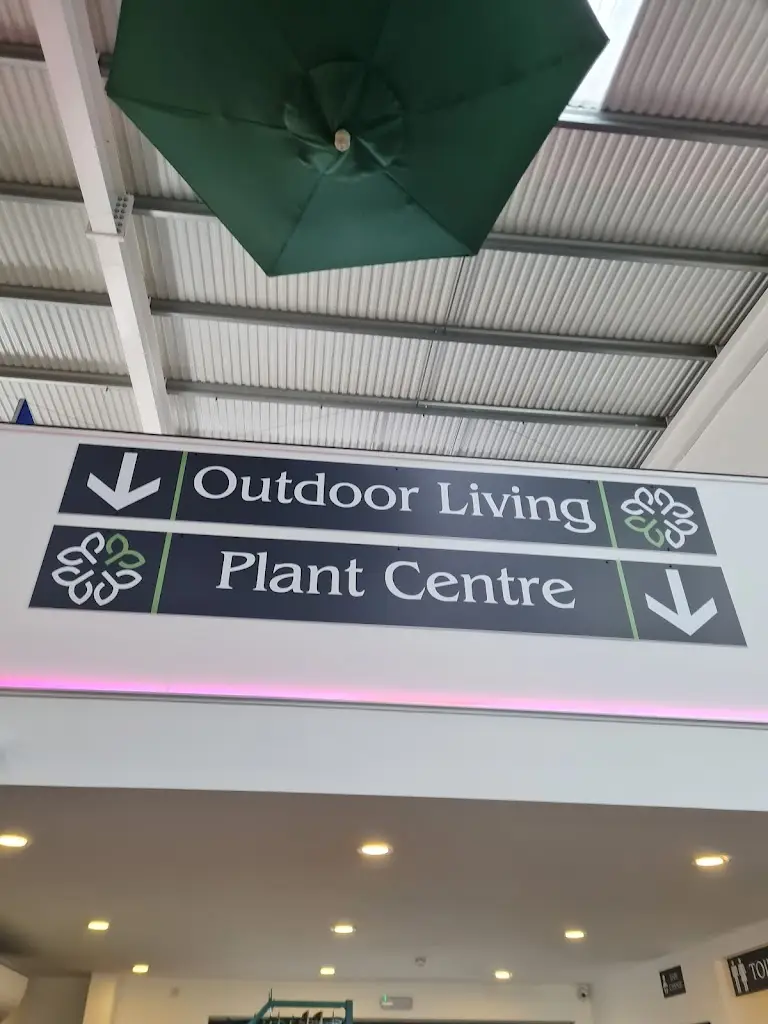 Outdoor Living
Plant Centre